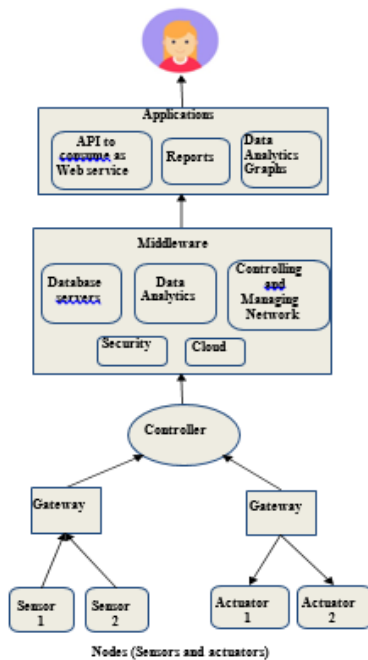 Applications
API to
consume as
Web service
Reports
Data
Analytics
Graphs
Middleware
Database
servers
Data
Analytics
Controlling
and
Managing
Network
Security
Cloud
Controller
Gateway
Gateway
Sensor
1
Sensor
2
Actuator
1
Actuator
2
Nodes (Sensors and actuators)